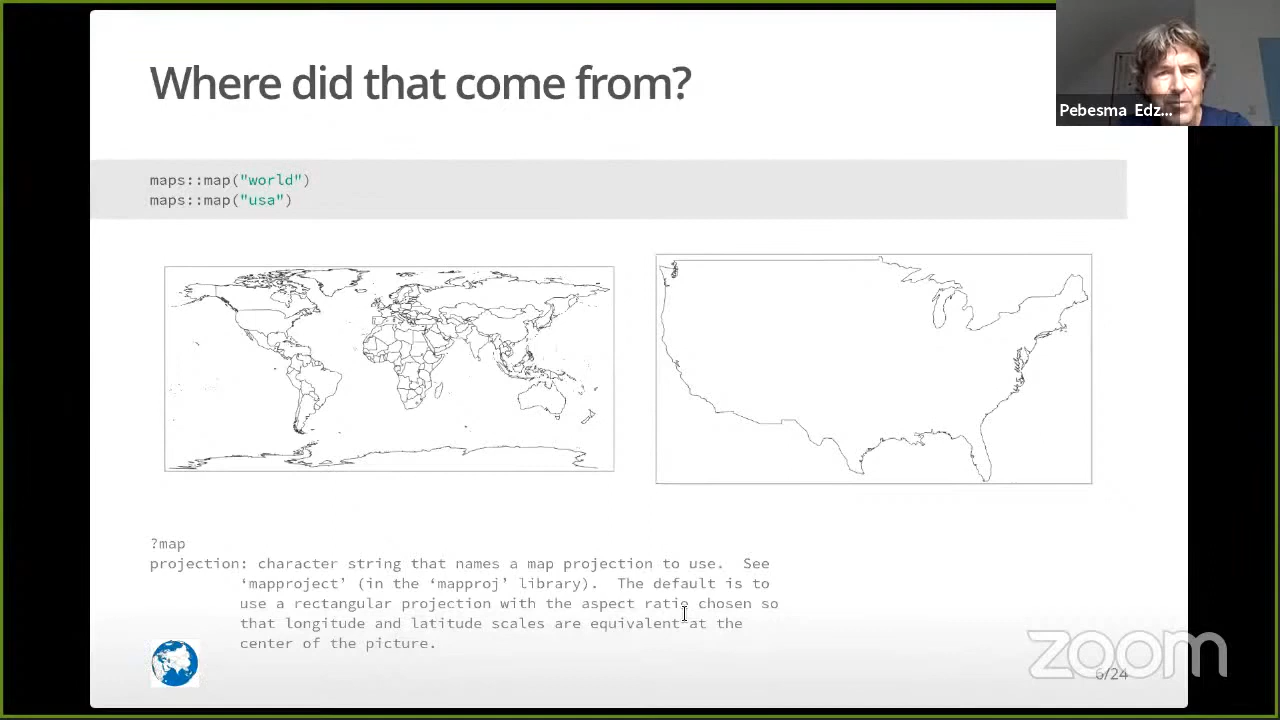 Where did that come from?
Pebesma Edz...
maps::map("world")
maps::map("usa")
?map
projection: character string that names a map projection to use. See
‘mapproject’ (in the ‘mapproj’ library). The default is to
use a rectangular projection with the aspect ratio chosen so
that longitude and latitude scales are equivalent at the
center of the picture.
zoom
6/24